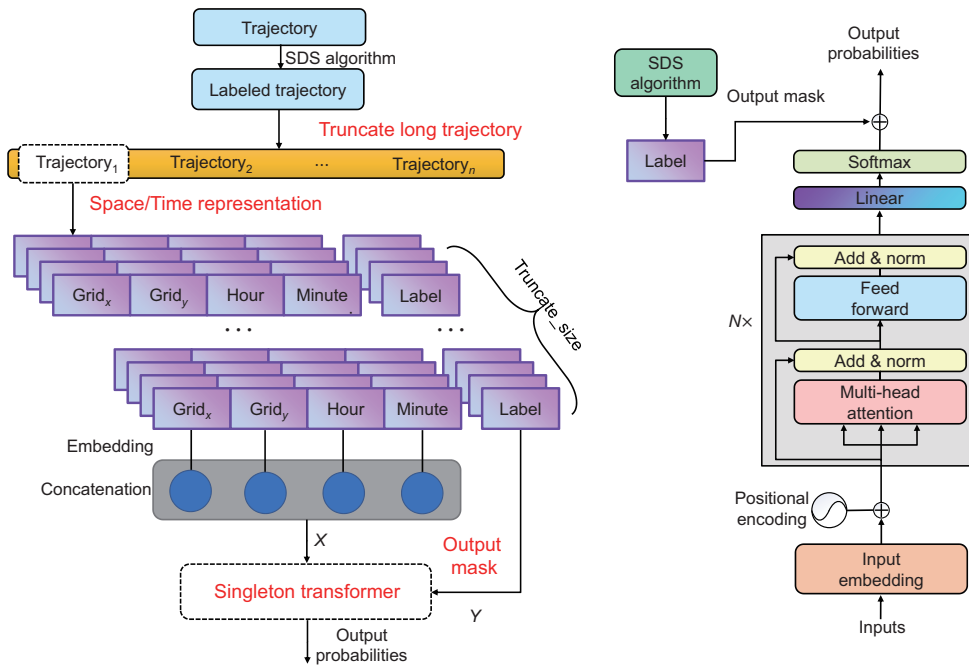 Trajectory
SDS algorithm
Labeled trajectory
Truncate long trajectory
Trajectory1 Trajectory2 ... Trajectoryn
Space/Time representation
Gridx Gridy Hour Minute Label
Truncate_size
... ...
Gridx Gridy Hour Minute Label
Embedding
Concatenation
X
Output
mask
Singleton transformer
Y
Output
probabilities
Output
probabilities
SDS
algorithm
Output mask
Label
Softmax
Linear
Add & norm
Feed
forward
N×
Add & norm
Multi-head
attention
Positional
encoding
Input
embedding
Inputs